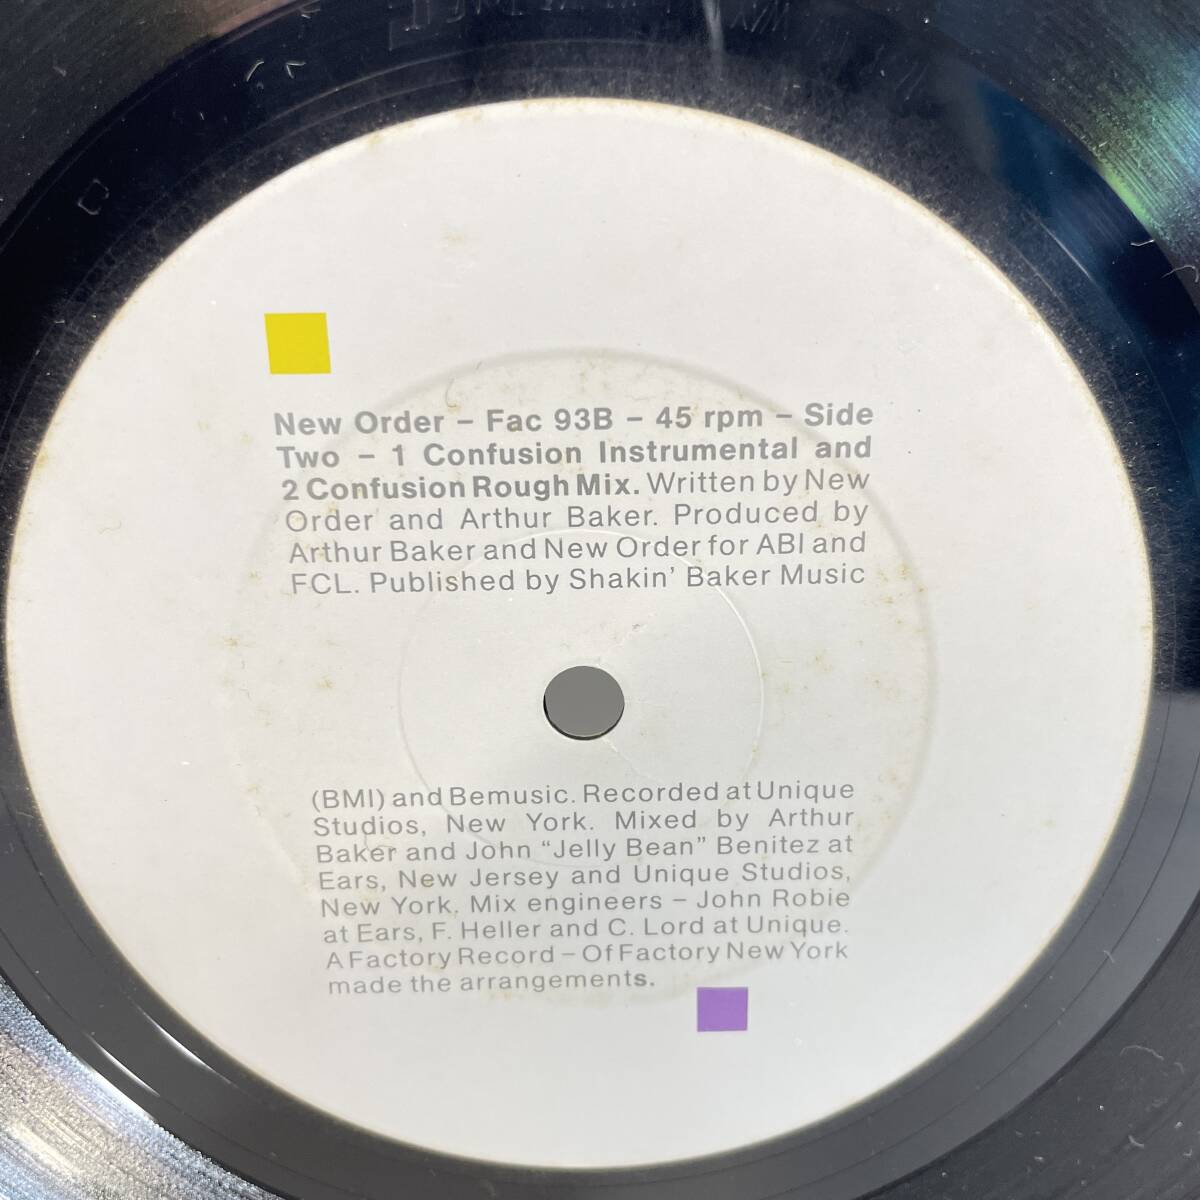 New Order – Fac 93B – 45 rpm – Side
Two – 1 Confusion Instrumental and
2 Confusion Rough Mix. Written by New
Order and Arthur Baker. Produced by
Arthur Baker and New Order for ABI and
FCL. Published by Shakin' Baker Music
(BMI) and Bemusic. Recorded at Unique
Studios, New York. Mixed by Arthur
Baker and John “Jelly Bean” Benitez at
Ears, New Jersey and Unique Studios,
New York. Mix engineers – John Robie
at Ears, F. Heller and C. Lord at Unique.
A Factory Record – Of Factory New York
made the arrangements.